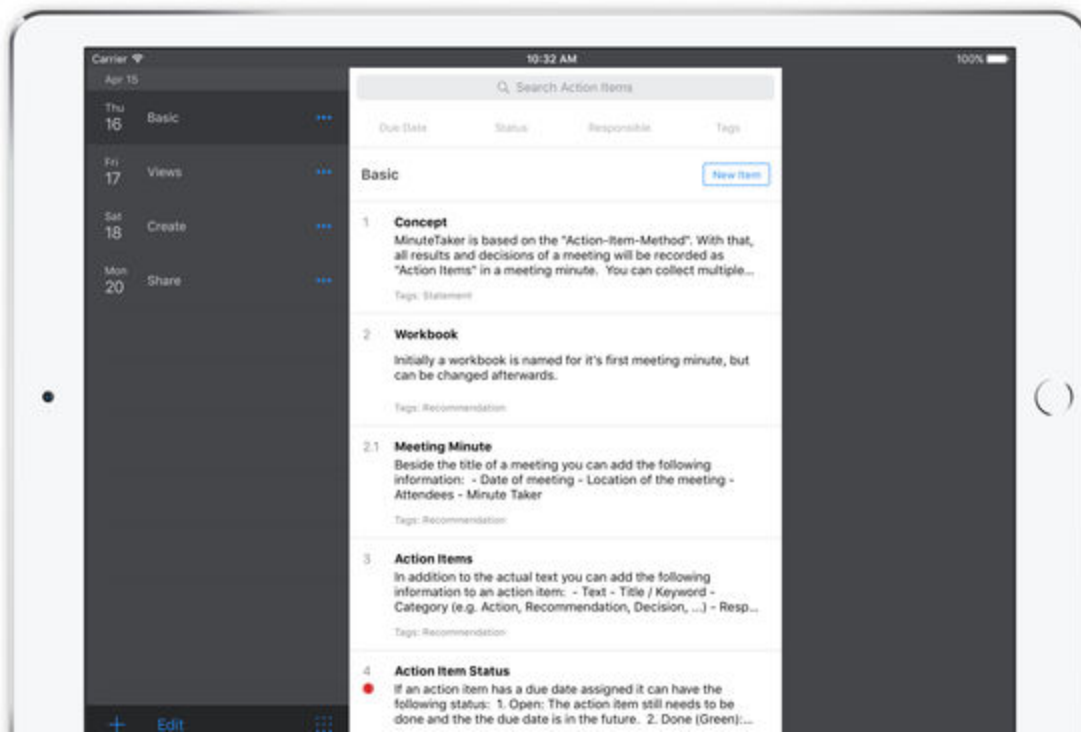 Carrier
10:32 AM
100%
Apr 15
Thu
16
Basic
Fri
17
Views
Sat
18
Create
Mon
20
Share
Edit
Search Action Items
Due Date Status Responsible Tags
Basic
New Item
1 Concept
MinuteTaker is based on the "Action-Item-Method". With that,
all results and decisions of a meeting will be recorded as
"Action Items" in a meeting minute. You can collect multiple...
Tags: Statement
2 Workbook
Initially a workbook is named for it's first meeting minute, but
can be changed afterwards.
Tags: Recommendation
2.1 Meeting Minute
Beside the title of a meeting you can add the following
information: - Date of meeting - Location of the meeting -
Attendees - Minute Taker
Tags: Recommendation
3 Action Items
In addition to the actual text you can add the following
information to an action item: - Text - Title / Keyword -
Category (e.g. Action, Recommendation, Decision, ...) - Resp...
Tags: Recommendation
4 Action Item Status
If an action item has a due date assigned it can have the
following status: 1. Open: The action item still needs to be
done and the the due date is in the future. 2. Done (Green):...